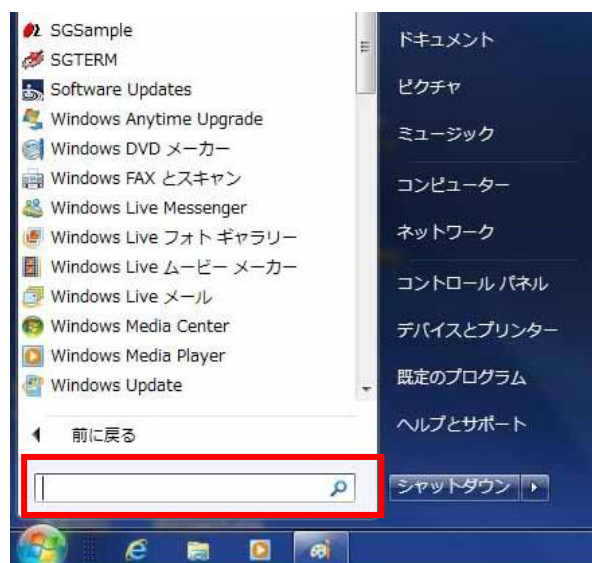 SGSample
SGTERM
Software Updates
Windows Anytime Upgrade
Windows DVD メーカー
Windows FAX とスキャン
Windows Live Messenger
Windows Live フォト ギャラリー
Windows Live ムービー メーカー
Windows Live メール
Windows Media Center
Windows Media Player
Windows Update
前に戻る
ドキュメント
ピクチャ
ミュージック
コンピューター
ネットワーク
コントロール パネル
デバイスとプリンター
既定のプログラム
ヘルプとサポート
シャットダウン